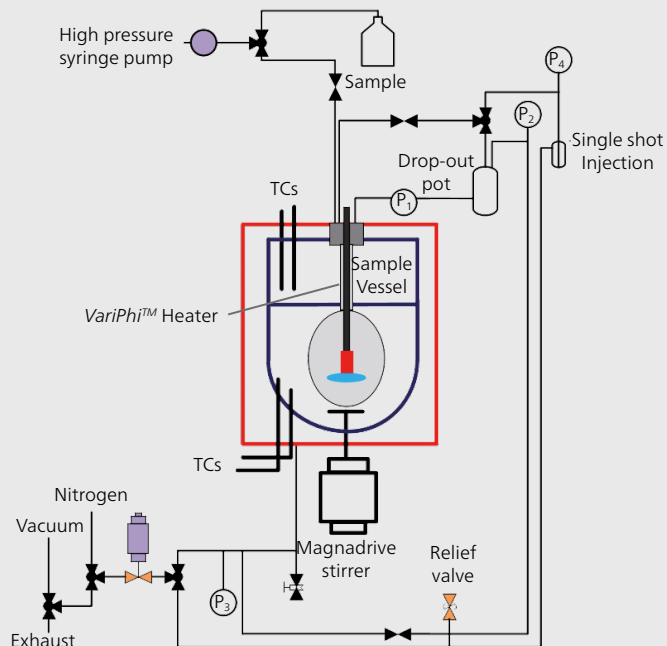 High pressure
syringe pump
Sample
P4
P2
Single shot
Injection
Drop-out
pot
P1
TCs
Sample
Vessel
VariPhi™ Heater
TCs
Nitrogen
Vacuum
Magnadrive
stirrer
Relief
valve
P3
Exhaust